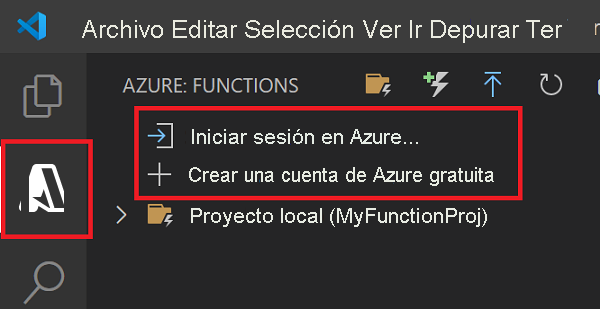 Archivo Editar Selección Ver Ir Depurar Ter
AZURE: FUNCTIONS
Iniciar sesión en Azure...
Crear una cuenta de Azure gratuita
Proyecto local (MyFunctionProj)